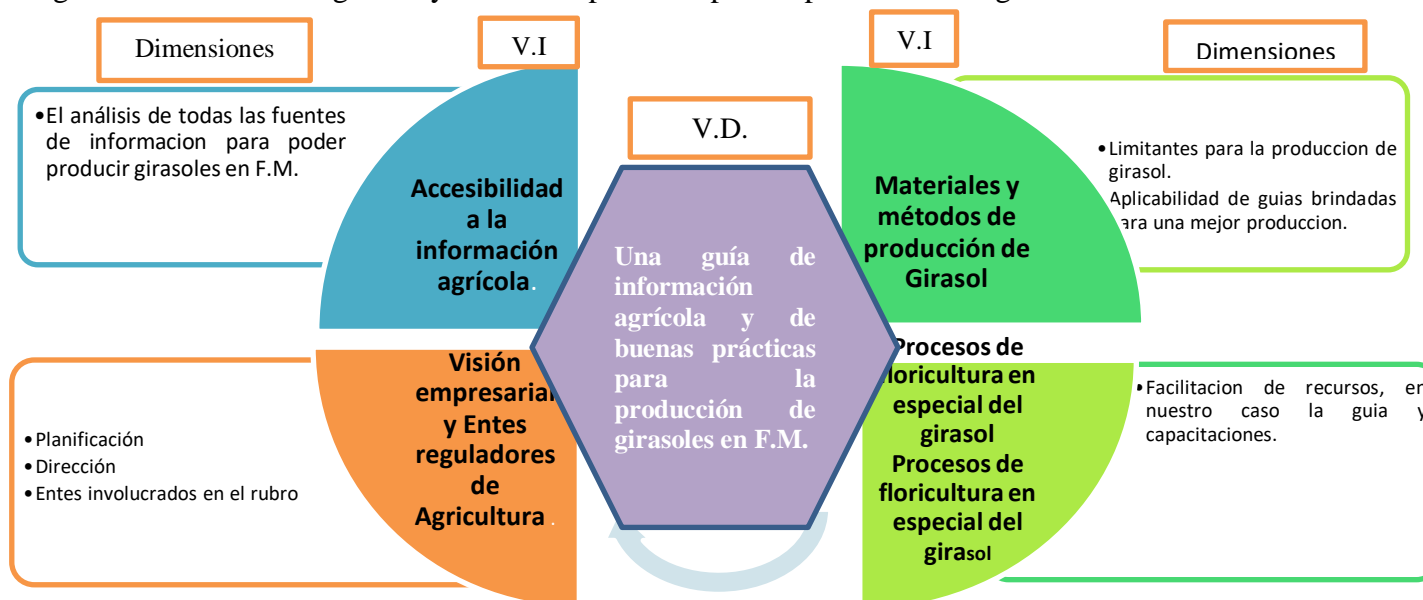 Dimensiones
V.I
V.I
Dimensiones
•El análisis de todas las fuentes
de informacion para poder
producir girasoles en F.M.
Accesibilidad
a la
información
agrícola.
V.D.
Una guía de
información
agrícola y de
buenas prácticas
para la
producción de
girasoles en F.M.
Materiales y
métodos de
producción de
Girasol
•Limitantes para la produccion de
girasol.
Aplicabilidad de guias brindadas
para una mejor produccion.
•Planificación
•Dirección
•Entes involucrados en el rubro
Visión
empresarial
y Entes
reguladores
de
Agricultura.
Procesos de
floricultura en
especial del
girasol
Procesos de
floricultura en
especial del
girasol
•Facilitacion de recursos, en
nuestro caso la guia y
capacitaciones.